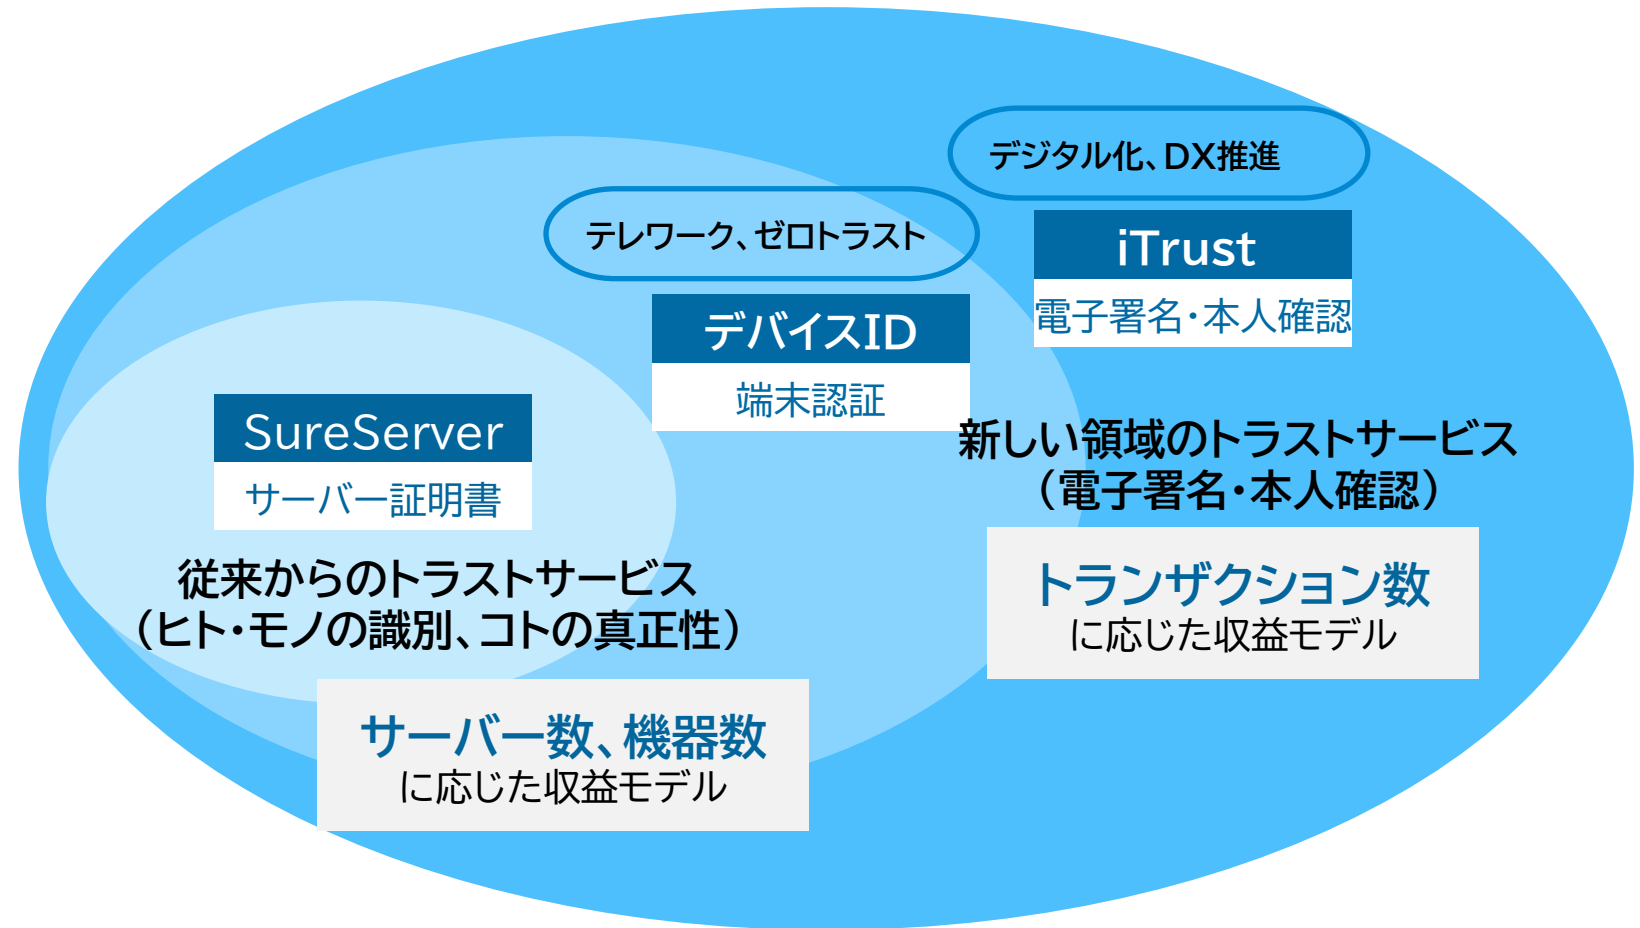 デジタル化、DX推進
テレワーク、ゼロトラスト
iTrust
電子署名・本人確認
デバイスID
端末認証
SureServer
サーバー証明書
新しい領域のトラストサービス
（電子署名・本人確認）
従来からのトラストサービス
（ヒト・モノの識別、コトの真正性）
トランザクション数
に応じた収益モデル
サーバー数、機器数
に応じた収益モデル